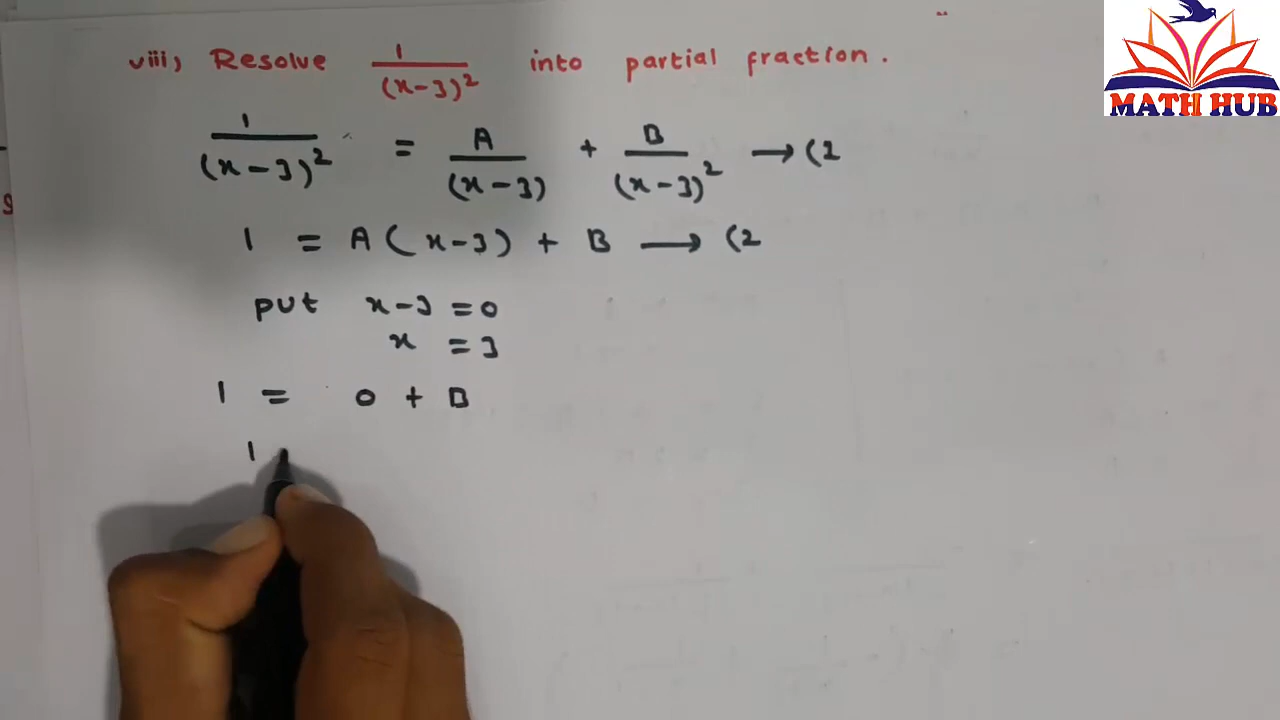 viii, Resolve 1/(x-3)² into partial fraction.
1/(x-3)² = A/(x-3) + B/(x-3)² → (2
1 = A(x-3) + B → (2
put x-3 = 0
x = 3
1 = 0 + B
1
MATH HUB